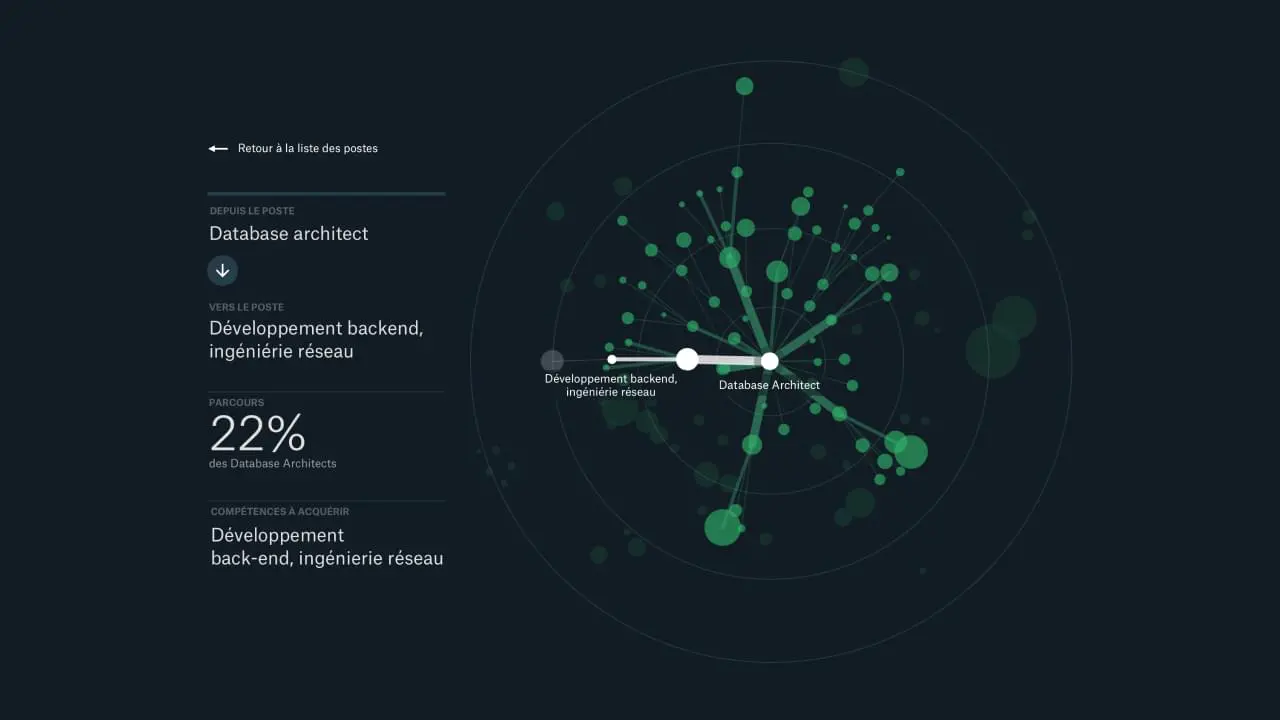 Retour à la liste des postes
DEPUIS LE POSTE
Database architect
VERS LE POSTE
Développement backend,
ingéniérie réseau
PARCOURS
22%
des Database Architects
COMPÉTENCES À ACQUÉRIR
Développement
back-end, ingénierie réseau
Développement backend,
ingéniérie réseau
Database Architect